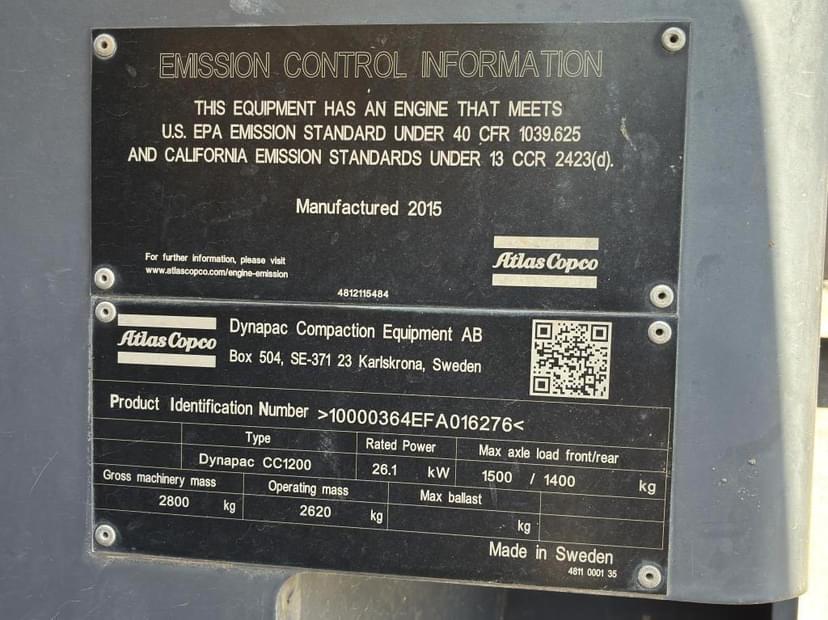 EMISSION CONTROL INFORMATION
THIS EQUIPMENT HAS AN ENGINE THAT MEETS
U.S. EPA EMISSION STANDARD UNDER 40 CFR 1039.625
AND CALIFORNIA EMISSION STANDARDS UNDER 13 CCR 2423(d).
Manufactured 2015
For further information, please visit
www.atlascopco.com/engine-emission
4812115484
Atlas Copco
Atlas Copco
Dynapac Compaction Equipment AB
Box 504, SE-371 23 Karlskrona, Sweden
Product Identification Number >10000364EFA016276<
Type Rated Power Max axle load front/rear
Dynapac CC1200 26.1 kW 1500 / 1400 kg
Gross machinery mass Operating mass Max ballast
2800 kg 2620 kg kg
Made in Sweden
4811 0001 35